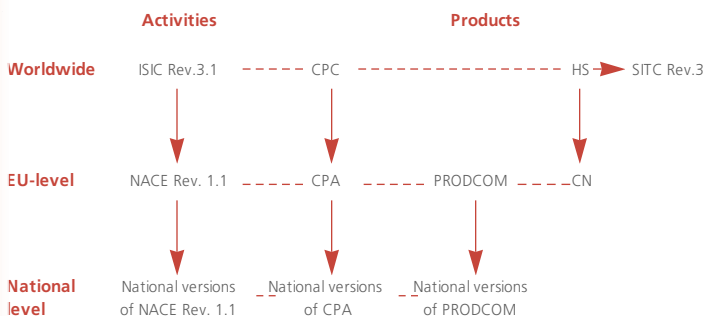 Activities Products
Worldwide ISIC Rev.3.1 CPC HS SITC Rev.3
EU-level NACE Rev. 1.1 CPA PRODCOM CN
National National versions National versions National versions
level of NACE Rev. 1.1 of CPA of PRODCOM